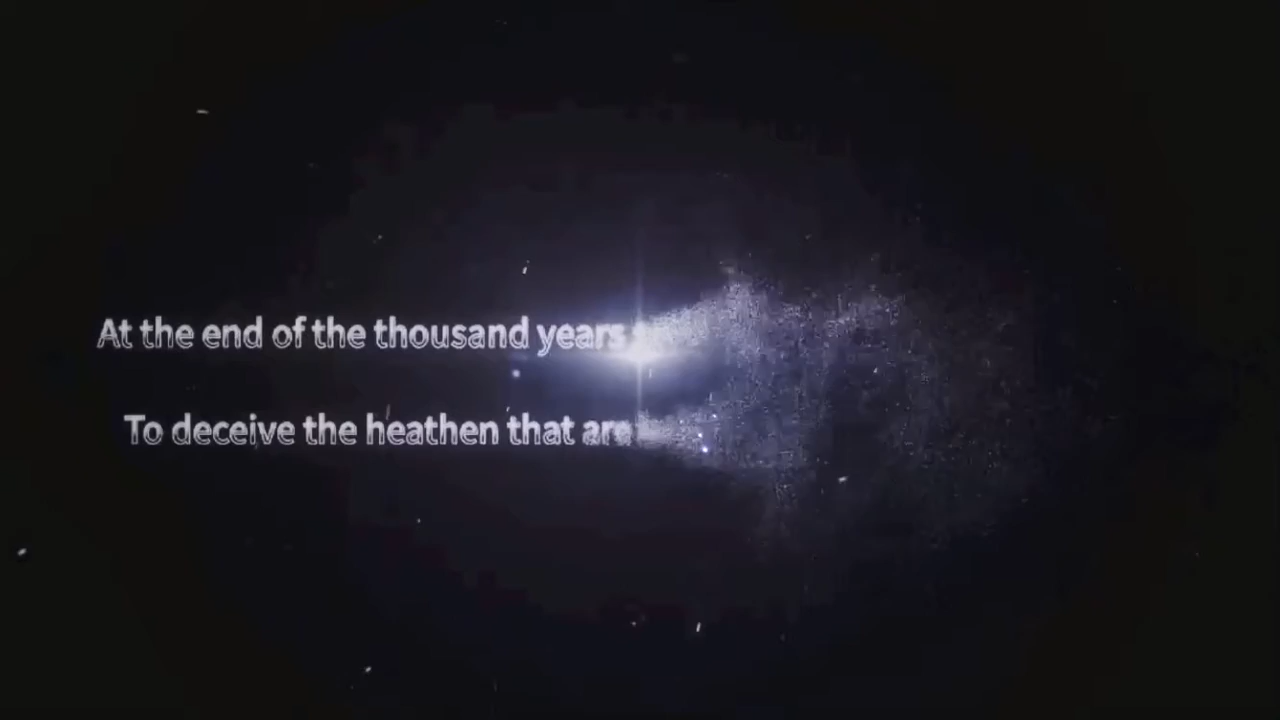 At the end of the thousand years
To deceive the heathen that are